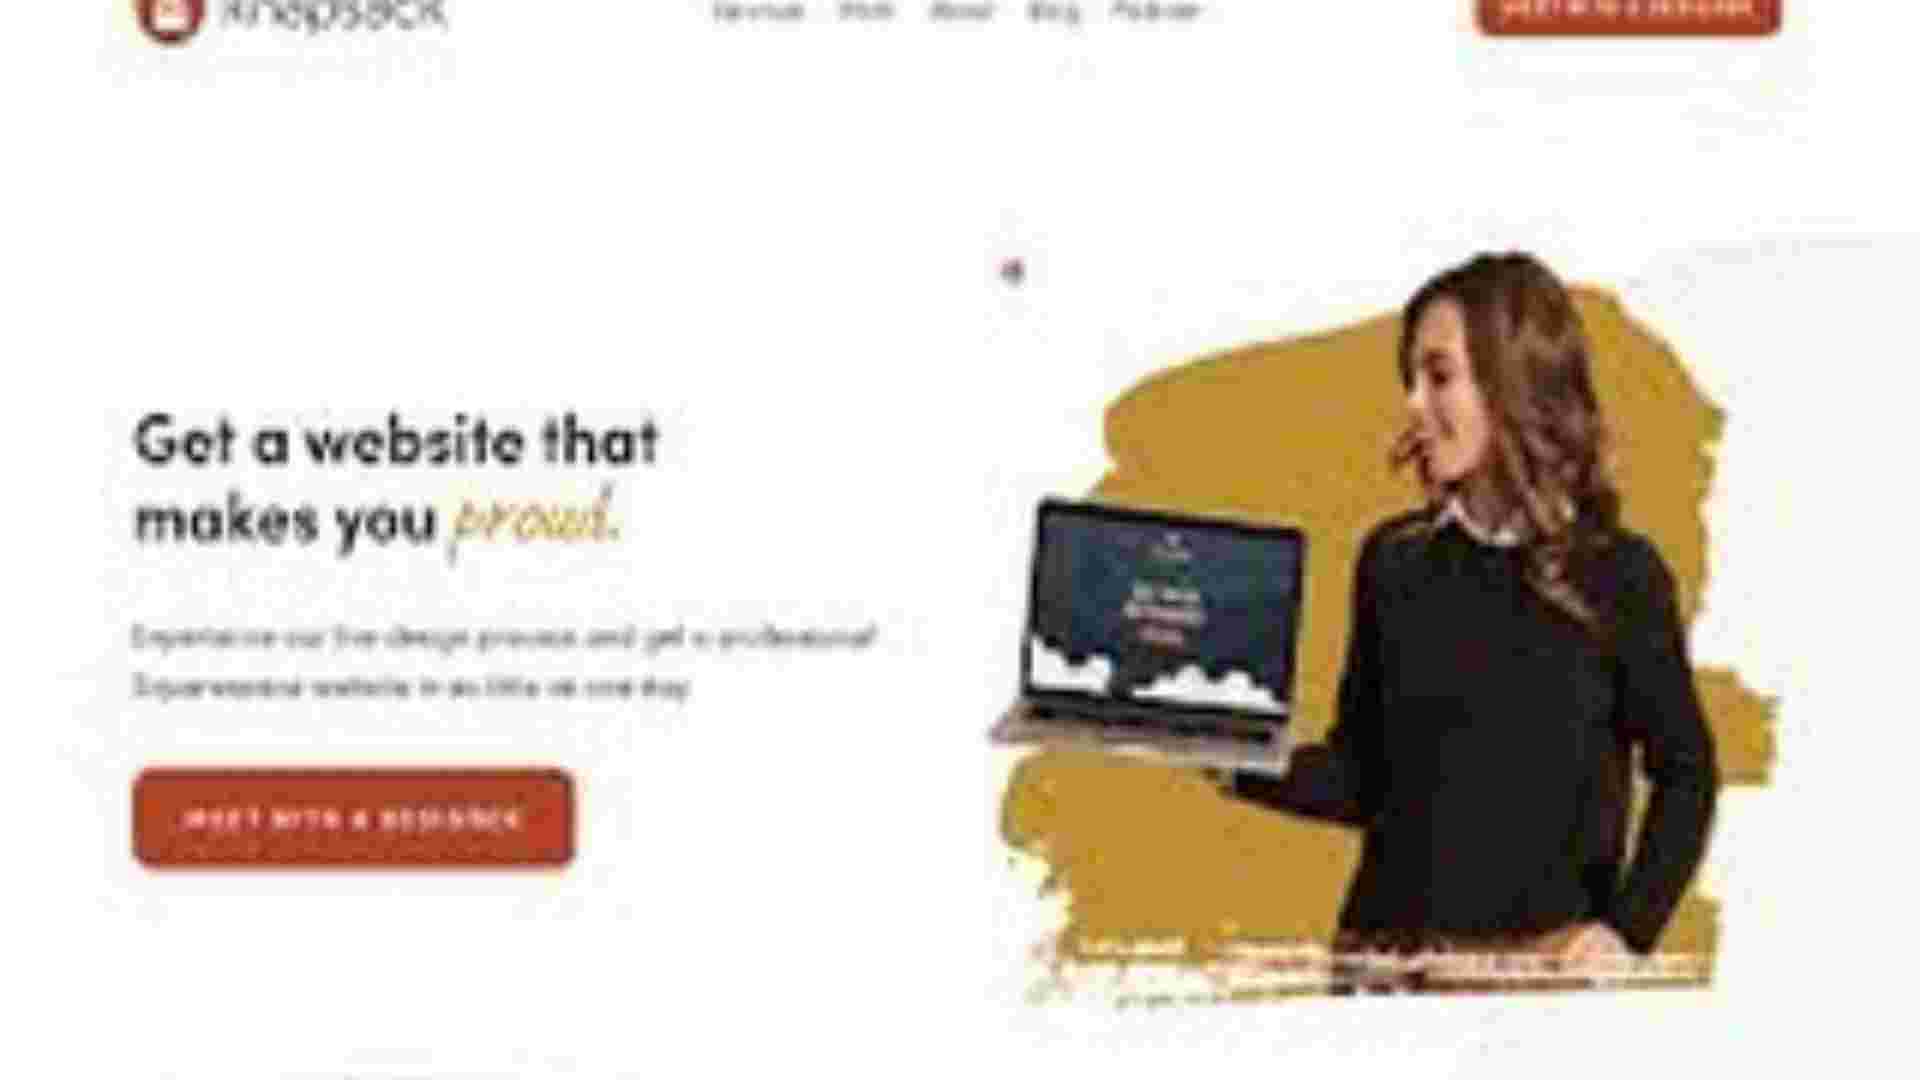 Knapsack
Services Work About Blog Podcast
Get a website that
makes you proud.
Experience our live design process and get a professional
Squarespace website in as little as one day.
MEET WITH A DESIGNER